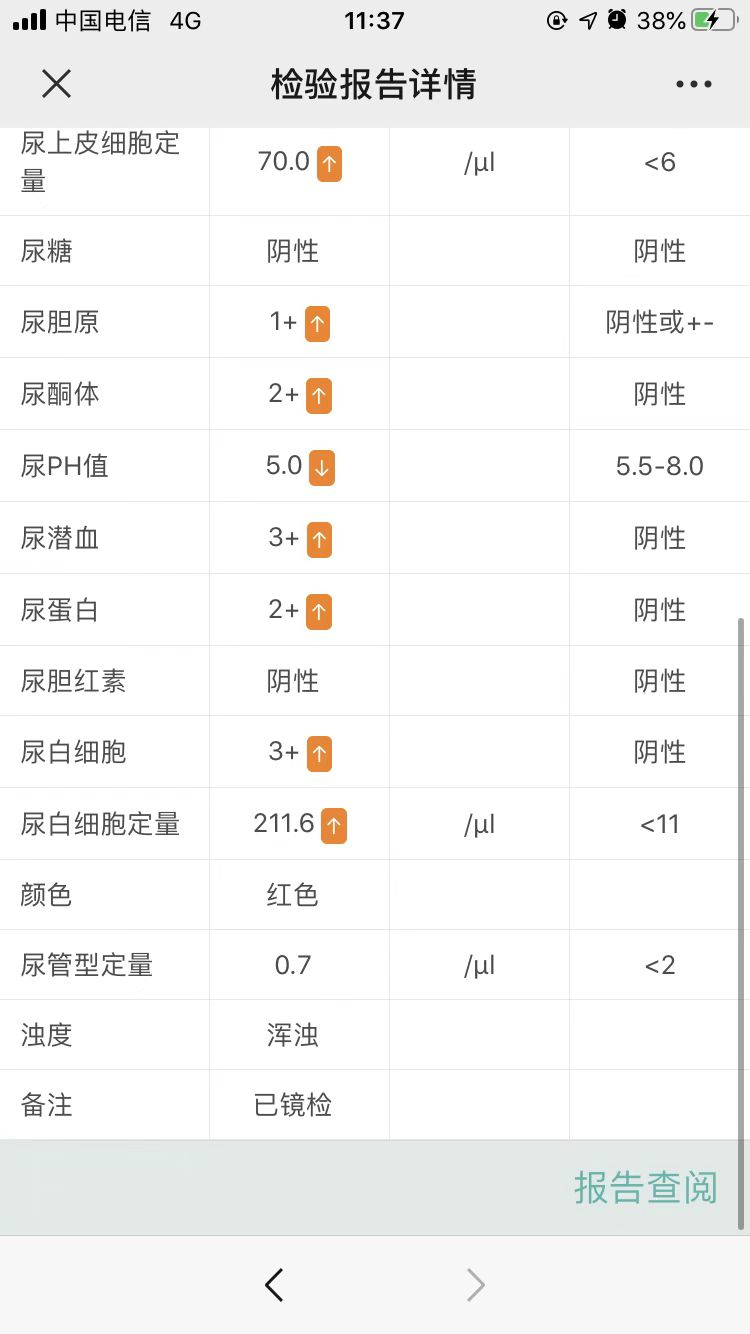 中国电信 4G 11:37 38%
检验报告详情
尿上皮细胞定量 70.0 ↑ /μl <6
尿糖 阴性 阴性
尿胆原 1+ ↑ 阴性或+-
尿酮体 2+ ↑ 阴性
尿PH值 5.0 ↓ 5.5-8.0
尿潜血 3+ ↑ 阴性
尿蛋白 2+ ↑ 阴性
尿胆红素 阴性 阴性
尿白细胞 3+ ↑ 阴性
尿白细胞定量 211.6 ↑ /μl <11
颜色 红色
尿管型定量 0.7 /μl <2
浊度 浑浊
备注 已镜检
报告查阅